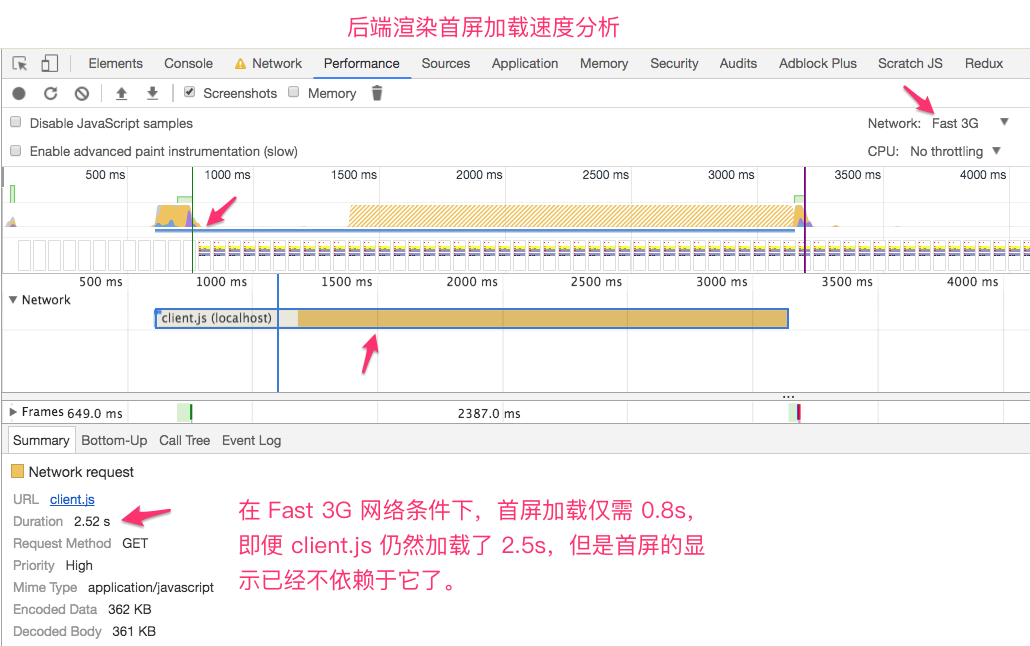 后端渲染首屏加载速度分析
Elements Console Network Performance Sources Application Memory Security Audits Adblock Plus Scratch JS Redux
Screenshots Memory
Disable JavaScript samples Network: Fast 3G
Enable advanced paint instrumentation (slow) CPU: No throttling
500 ms 1000 ms 1500 ms 2000 ms 2500 ms 3000 ms 3500 ms 4000 ms
500 ms 1000 ms 1500 ms 2000 ms 2500 ms 3000 ms 3500 ms 4000 ms
Network
client.js (localhost)
...
Frames 649.0 ms 2387.0 ms
Summary Bottom-Up Call Tree Event Log
Network request
URL client.js
Duration 2.52 s
Request Method GET
Priority High
Mime Type application/javascript
Encoded Data 362 KB
Decoded Body 361 KB
在 Fast 3G 网络条件下，首屏加载仅需 0.8s，
即便 client.js 仍然加载了 2.5s，但是首屏的显
示已经不依赖于它了。